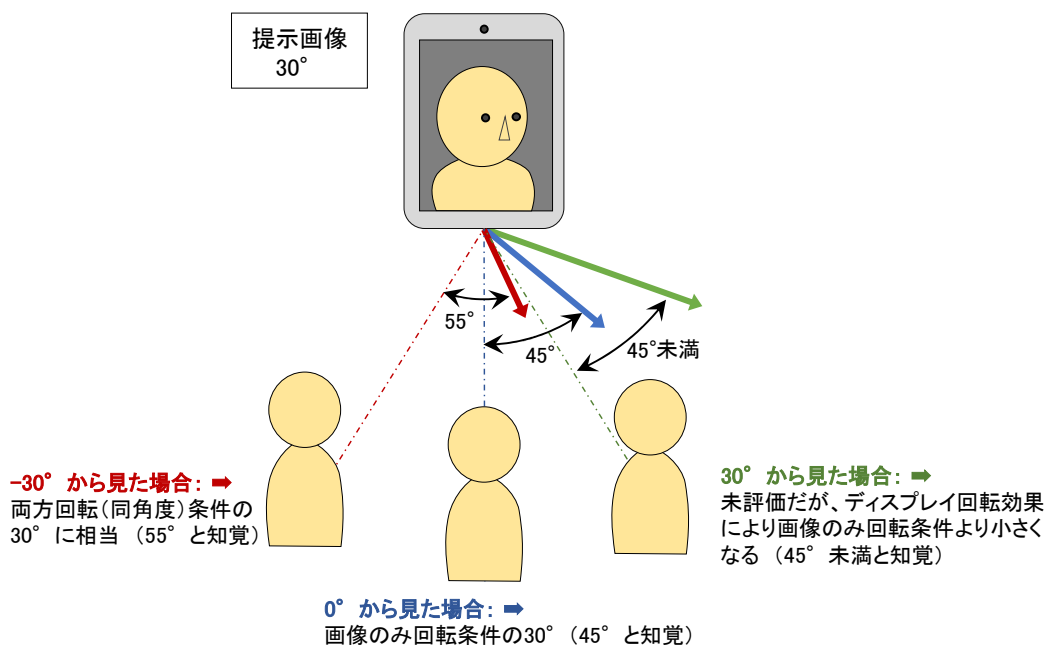 提示画像
30°
55°
45°
45°未満
-30° から見た場合: ➡
両方回転(同角度)条件の
30° に相当 (55° と知覚)
0° から見た場合: ➡
画像のみ回転条件の30° (45° と知覚)
30° から見た場合: ➡
未評価だが、ディスプレイ回転効果
により画像のみ回転条件より小さく
なる (45° 未満と知覚)